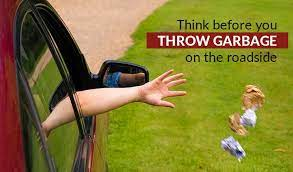 Think before you
THROW GARBAGE
on the roadside